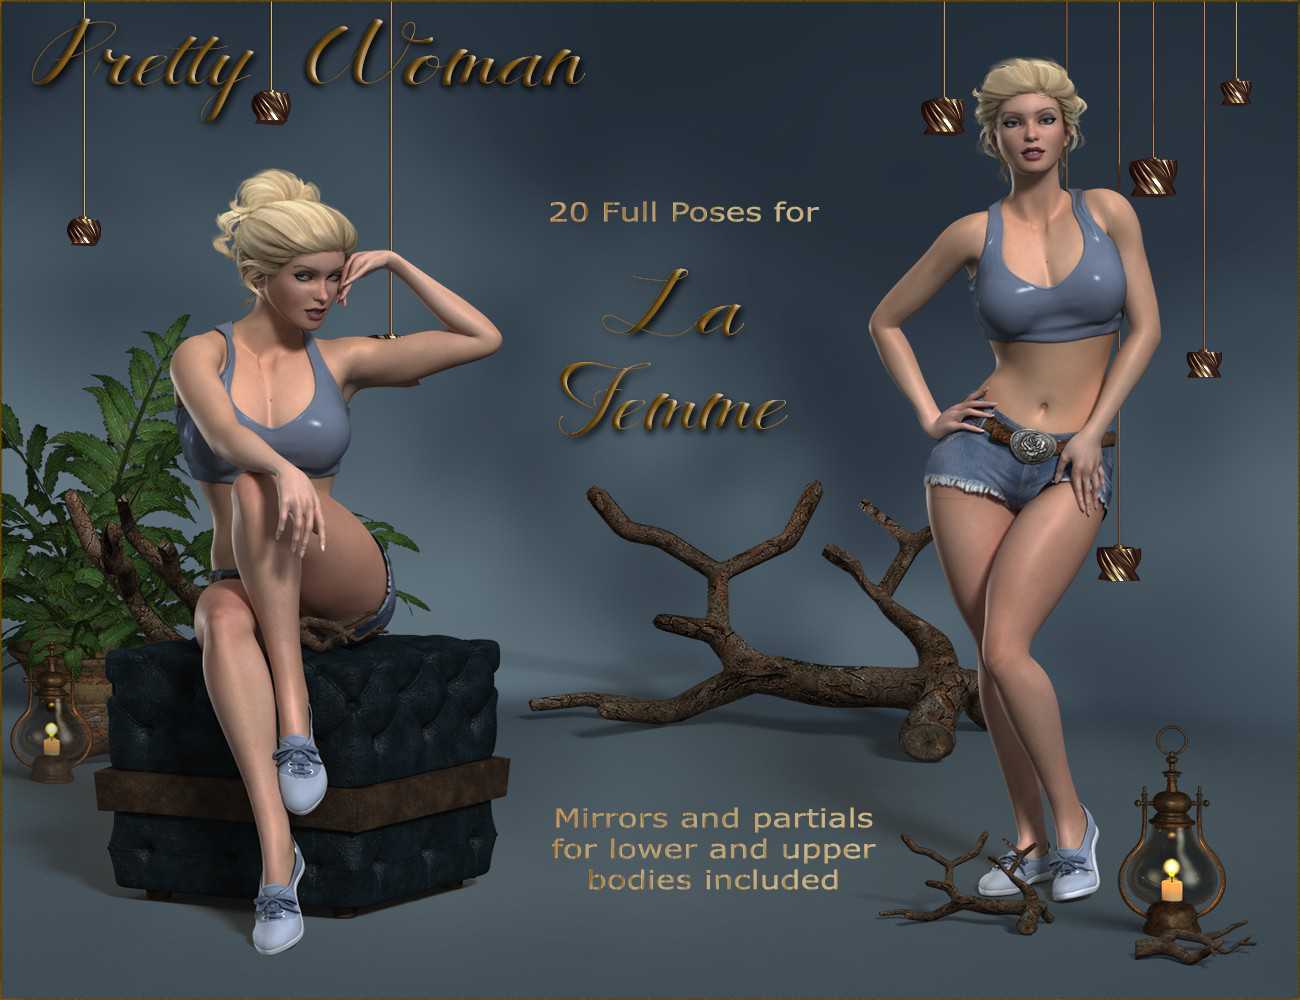 Pretty Woman
20 Full Poses for
La
Femme
Mirrors and partials
for lower and upper
bodies included